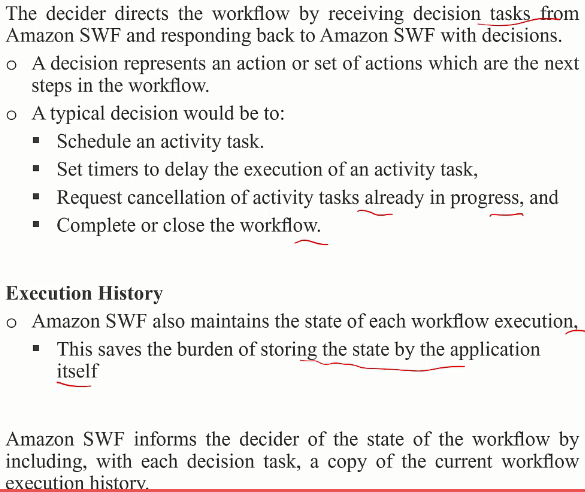 The decider directs the workflow by receiving decision tasks from
Amazon SWF and responding back to Amazon SWF with decisions.
o A decision represents an action or set of actions which are the next
steps in the workflow.
o A typical decision would be to:
▪ Schedule an activity task.
▪ Set timers to delay the execution of an activity task,
▪ Request cancellation of activity tasks already in progress, and
▪ Complete or close the workflow.
Execution History
o Amazon SWF also maintains the state of each workflow execution,
▪ This saves the burden of storing the state by the application
itself
Amazon SWF informs the decider of the state of the workflow by
including, with each decision task, a copy of the current workflow
execution history.